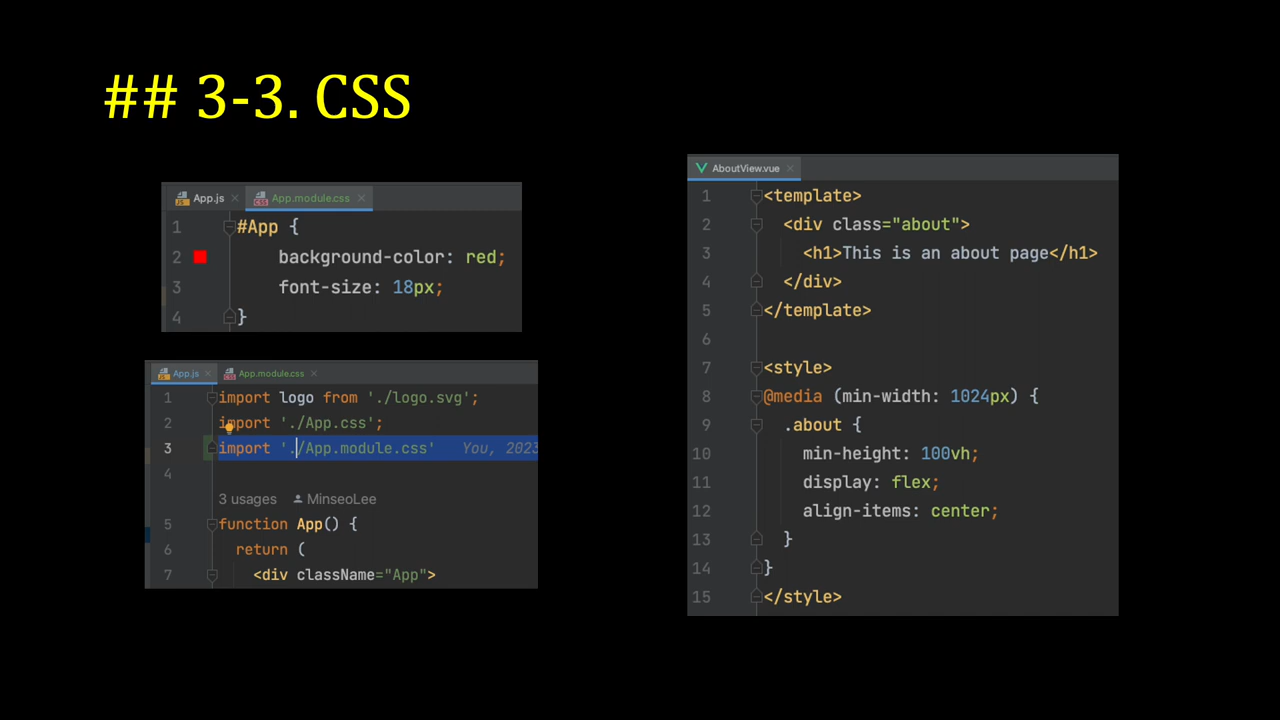 ## 3-3. CSS
App.js App.module.css
1 #App {
2 background-color: red;
3 font-size: 18px;
4 }
App.js App.module.css
1 import logo from './logo.svg';
2 import './App.css';
3 import './App.module.css' You, 2023
4
3 usages MinseoLee
5 function App() {
6 return (
7 <div className="App">
AboutView.vue
1 <template>
2 <div class="about">
3 <h1>This is an about page</h1>
4 </div>
5 </template>
6
7 <style>
8 @media (min-width: 1024px) {
9 .about {
10 min-height: 100vh;
11 display: flex;
12 align-items: center;
13 }
14 }
15 </style>